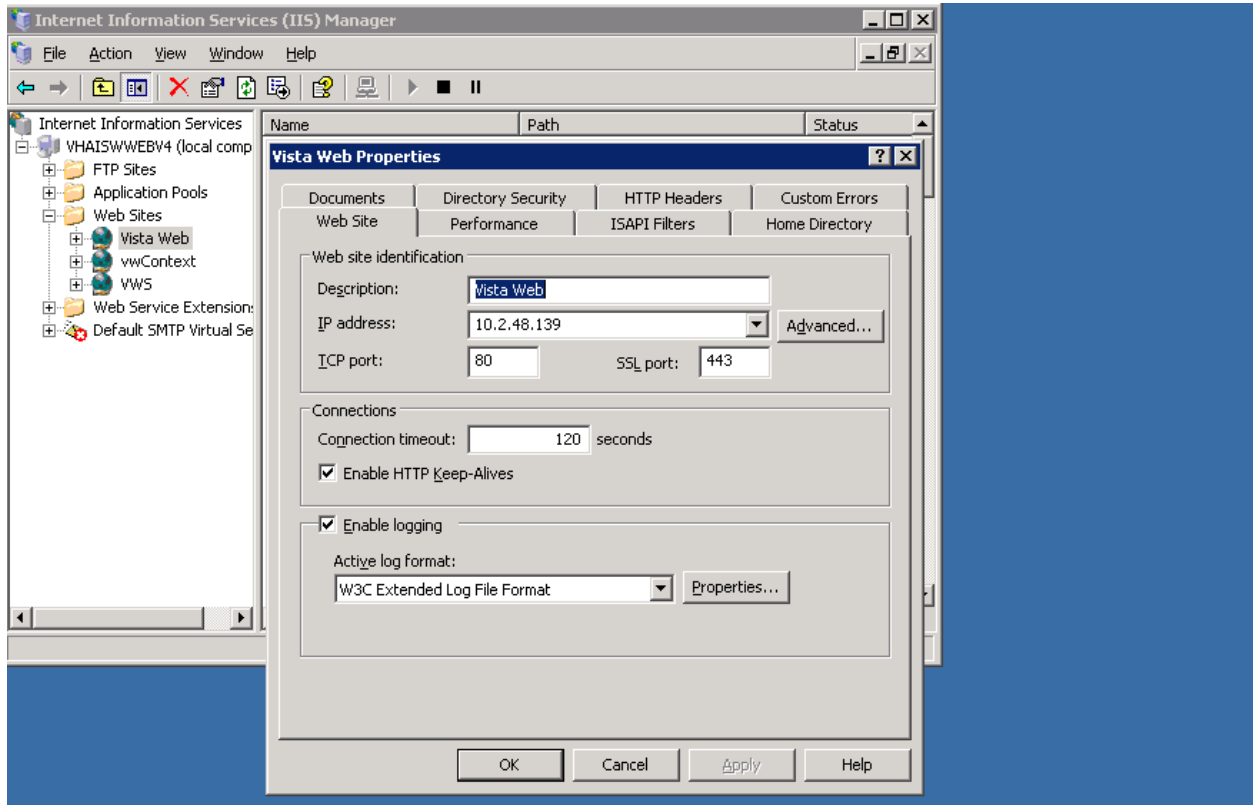 Internet Information Services (IIS) Manager
File Action View Window Help
Internet Information Services
VHAISWWEBV4 (local comp
FTP Sites
Application Pools
Web Sites
Vista Web
vwContext
VWS
Web Service Extension
Default SMTP Virtual Se
Name Path Status
Vista Web Properties
Documents Directory Security HTTP Headers Custom Errors
Web Site Performance ISAPI Filters Home Directory
Web site identification
Description: Vista Web
IP address: 10.2.48.139 Advanced...
TCP port: 80 SSL port: 443
Connections
Connection timeout: 120 seconds
Enable HTTP Keep-Alives
Enable logging
Active log format:
W3C Extended Log File Format Properties...
OK Cancel Apply Help